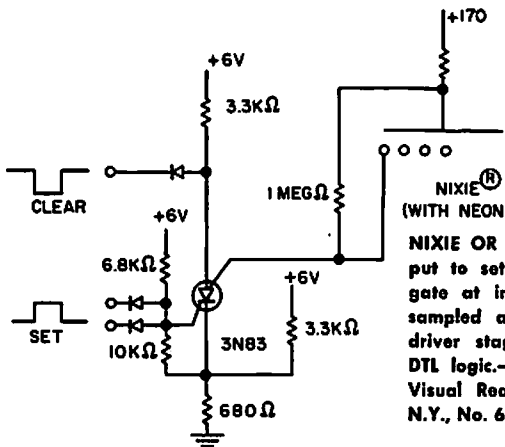 +170
+6V
3.3KΩ
CLEAR
1 MEGΩ
NIXIE®
(WITH NEON
+6V
6.8KΩ
+6V
SET
10KΩ
3N83
3.3KΩ
680Ω
NIXIE OR
put to set
gate at in
sampled a
driver stag
DTL logic.—
Visual Rea
N.Y., No. 6